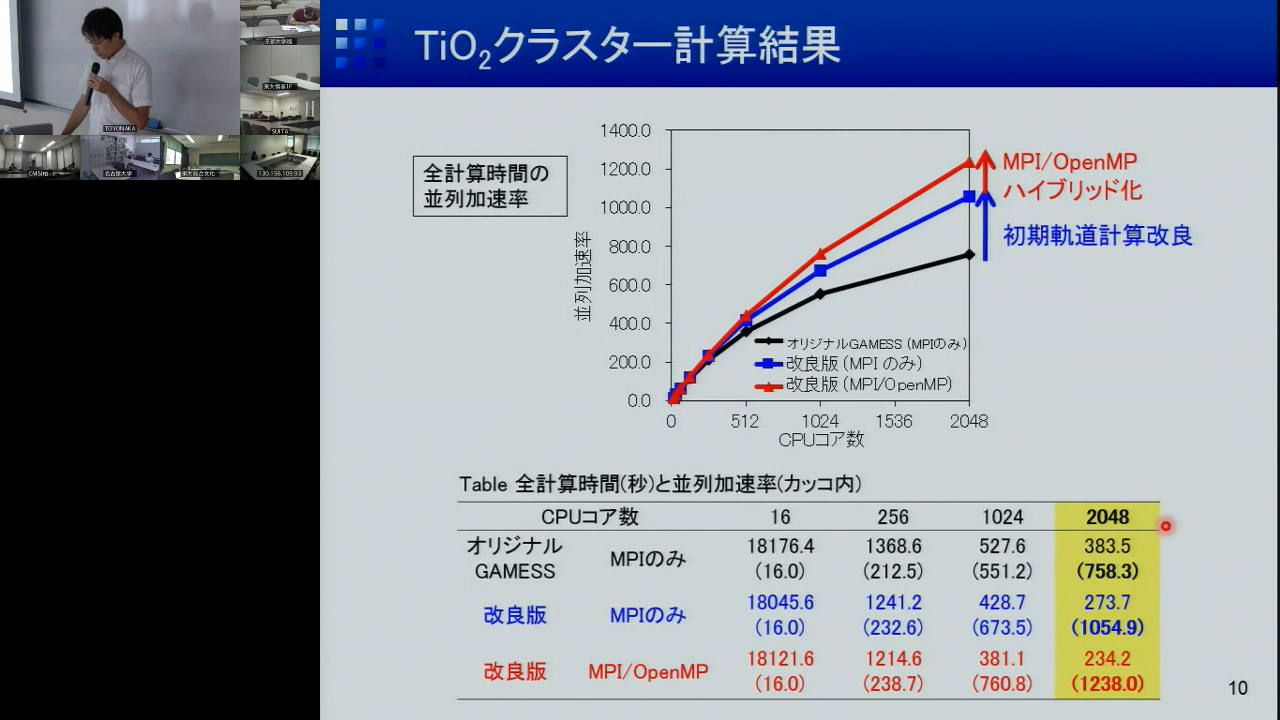 TiO2クラスター計算結果
全計算時間の
並列加速率
並列加速率
1400.0
1200.0
1000.0
800.0
600.0
400.0
200.0
0.0
0 512 1024 1536 2048
CPUコア数
オリジナルGAMESS (MPIのみ)
改良版 (MPI のみ)
改良版 (MPI/OpenMP)
MPI/OpenMP
ハイブリッド化
初期軌道計算改良
Table 全計算時間(秒)と並列加速率(カッコ内)
CPUコア数 16 256 1024 2048
オリジナル GAMESS MPIのみ 18176.4 1368.6 527.6 383.5
(16.0) (212.5) (551.2) (758.3)
改良版 MPIのみ 18045.6 1241.2 428.7 273.7
(16.0) (232.6) (673.5) (1054.9)
改良版 MPI/OpenMP 18121.6 1214.6 381.1 234.2
(16.0) (238.7) (760.8) (1238.0)
10
TOYONAKA
SUITA
名古屋大学
130.158.109.93